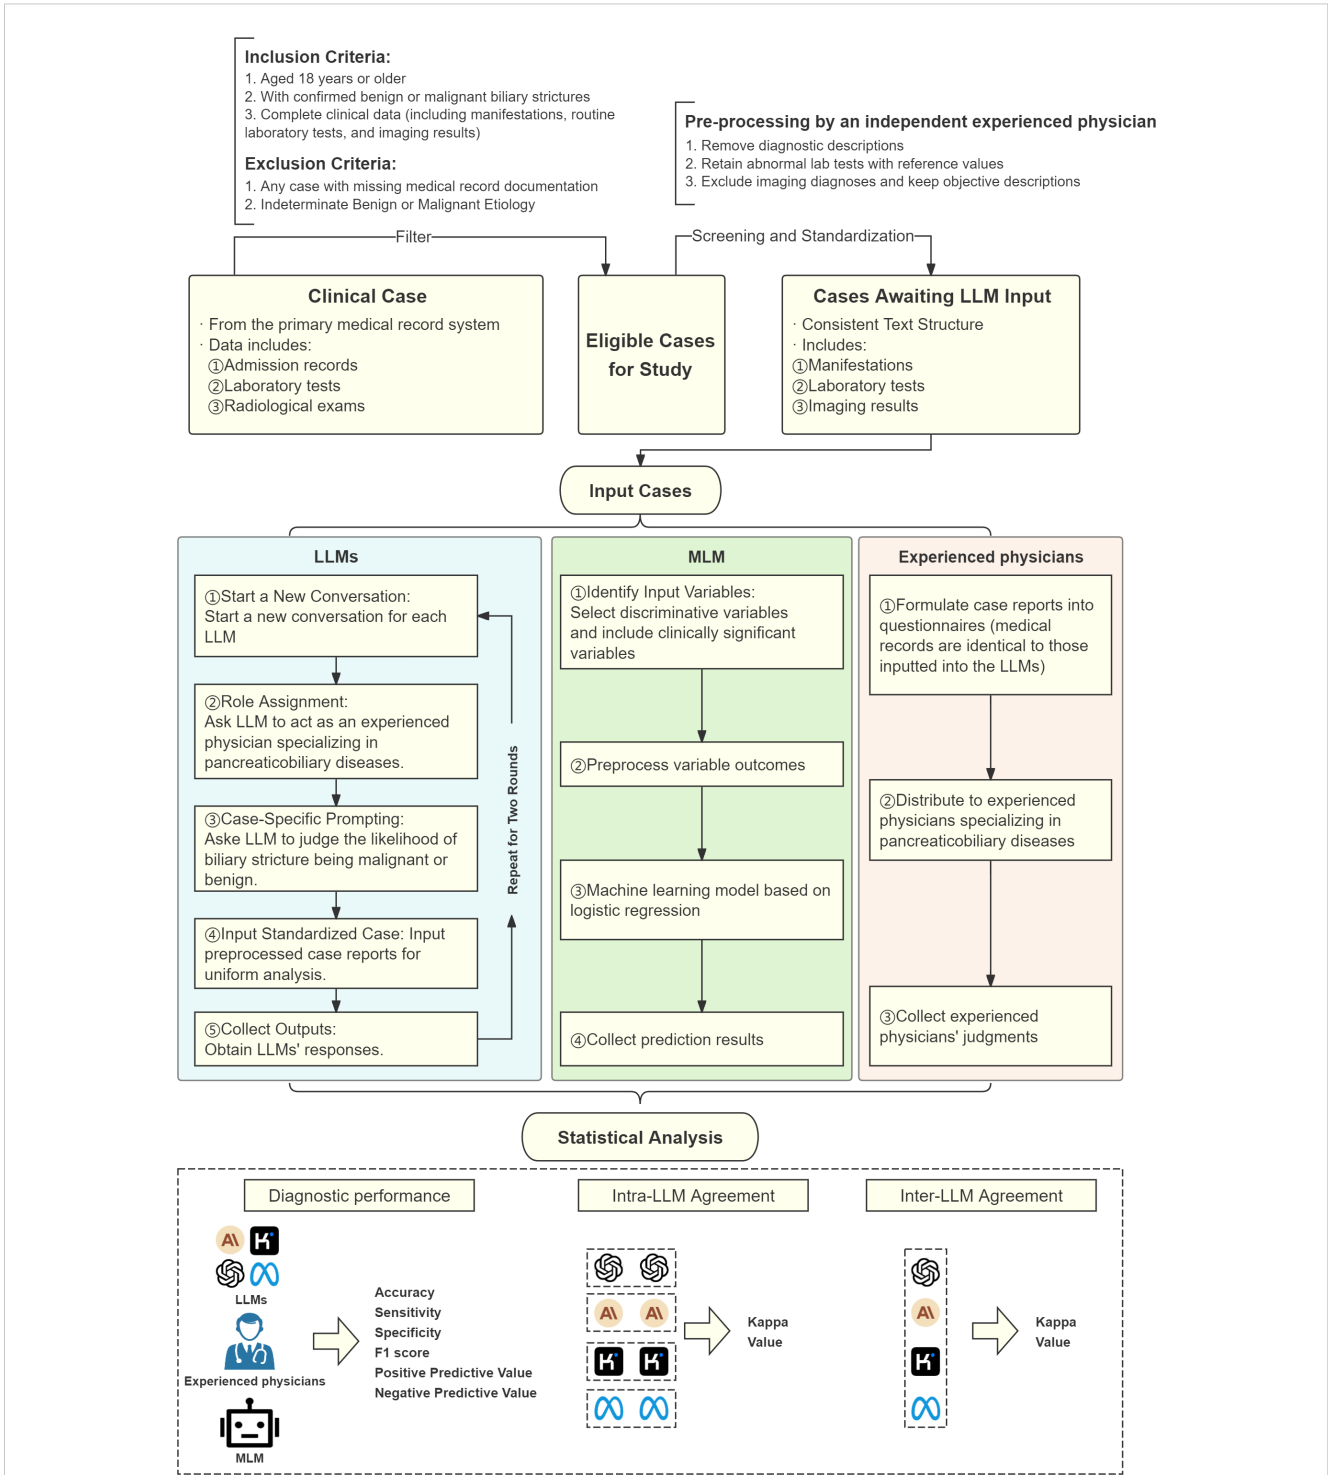 Inclusion Criteria:
1. Aged 18 years or older
2. With confirmed benign or malignant biliary strictures
3. Complete clinical data (including manifestations, routine
laboratory tests, and imaging results)
Exclusion Criteria:
1. Any case with missing medical record documentation
2. Indeterminate Benign or Malignant Etiology
Pre-processing by an independent experienced physician
1. Remove diagnostic descriptions
2. Retain abnormal lab tests with reference values
3. Exclude imaging diagnoses and keep objective descriptions
Filter
Screening and Standardization
Clinical Case
· From the primary medical record system
· Data includes:
①Admission records
②Laboratory tests
③Radiological exams
Eligible Cases
for Study
Cases Awaiting LLM Input
· Consistent Text Structure
· Includes:
①Manifestations
②Laboratory tests
③Imaging results
Input Cases
LLMs
①Start a New Conversation:
Start a new conversation for each
LLM
②Role Assignment:
Ask LLM to act as an experienced
physician specializing in
pancreaticobiliary diseases.
③Case-Specific Prompting:
Aske LLM to judge the likelihood of
biliary stricture being malignant or
benign.
④Input Standardized Case: Input
preprocessed case reports for
uniform analysis.
⑤Collect Outputs:
Obtain LLMs' responses.
Repeat for Two Rounds
MLM
①Identify Input Variables:
Select discriminative variables
and include clinically significant
variables
②Preprocess variable outcomes
③Machine learning model based on
logistic regression
④Collect prediction results
Experienced physicians
①Formulate case reports into
questionnaires (medical
records are identical to those
inputted into the LLMs)
②Distribute to experienced
physicians specializing in
pancreaticobiliary diseases
③Collect experienced
physicians' judgments
Statistical Analysis
Diagnostic performance
LLMs
Experienced physicians
MLM
Accuracy
Sensitivity
Specificity
F1 score
Positive Predictive Value
Negative Predictive Value
Intra-LLM Agreement
Kappa
Value
Inter-LLM Agreement
Kappa
Value